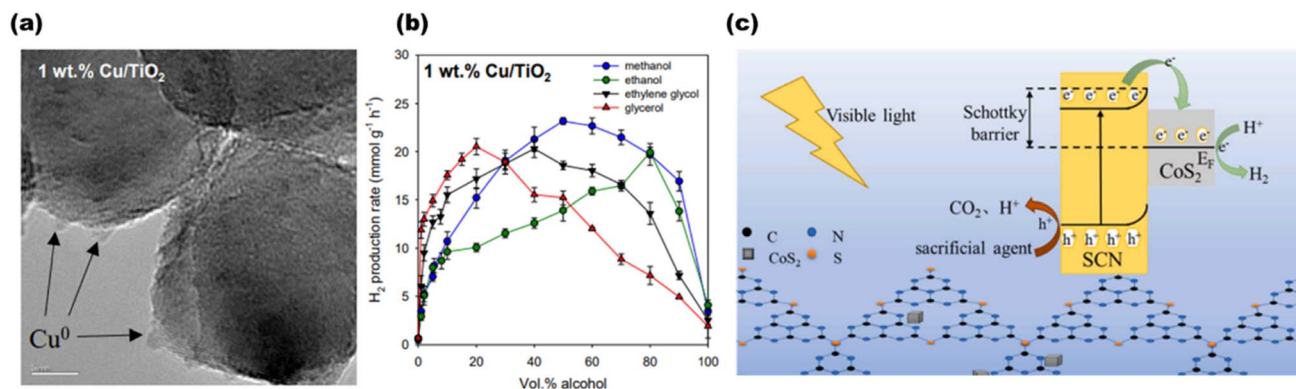 (a)
1 wt.% Cu/TiO2
Cu0
(b)
1 wt.% Cu/TiO2
methanol
ethanol
ethylene glycol
glycerol
H2 production rate (mmol g-1 h-1)
30
25
20
15
10
5
0
0 20 40 60 80 100
Vol.% alcohol
(c)
Visible light
Schottky
barrier
e-
e- e- e- e-
e- e- e-
H+
e-
EF
CoS2
H2
CO2、H+
h+
sacrificial agent
h+ h+ h+ h+
SCN
C N
CoS2 S